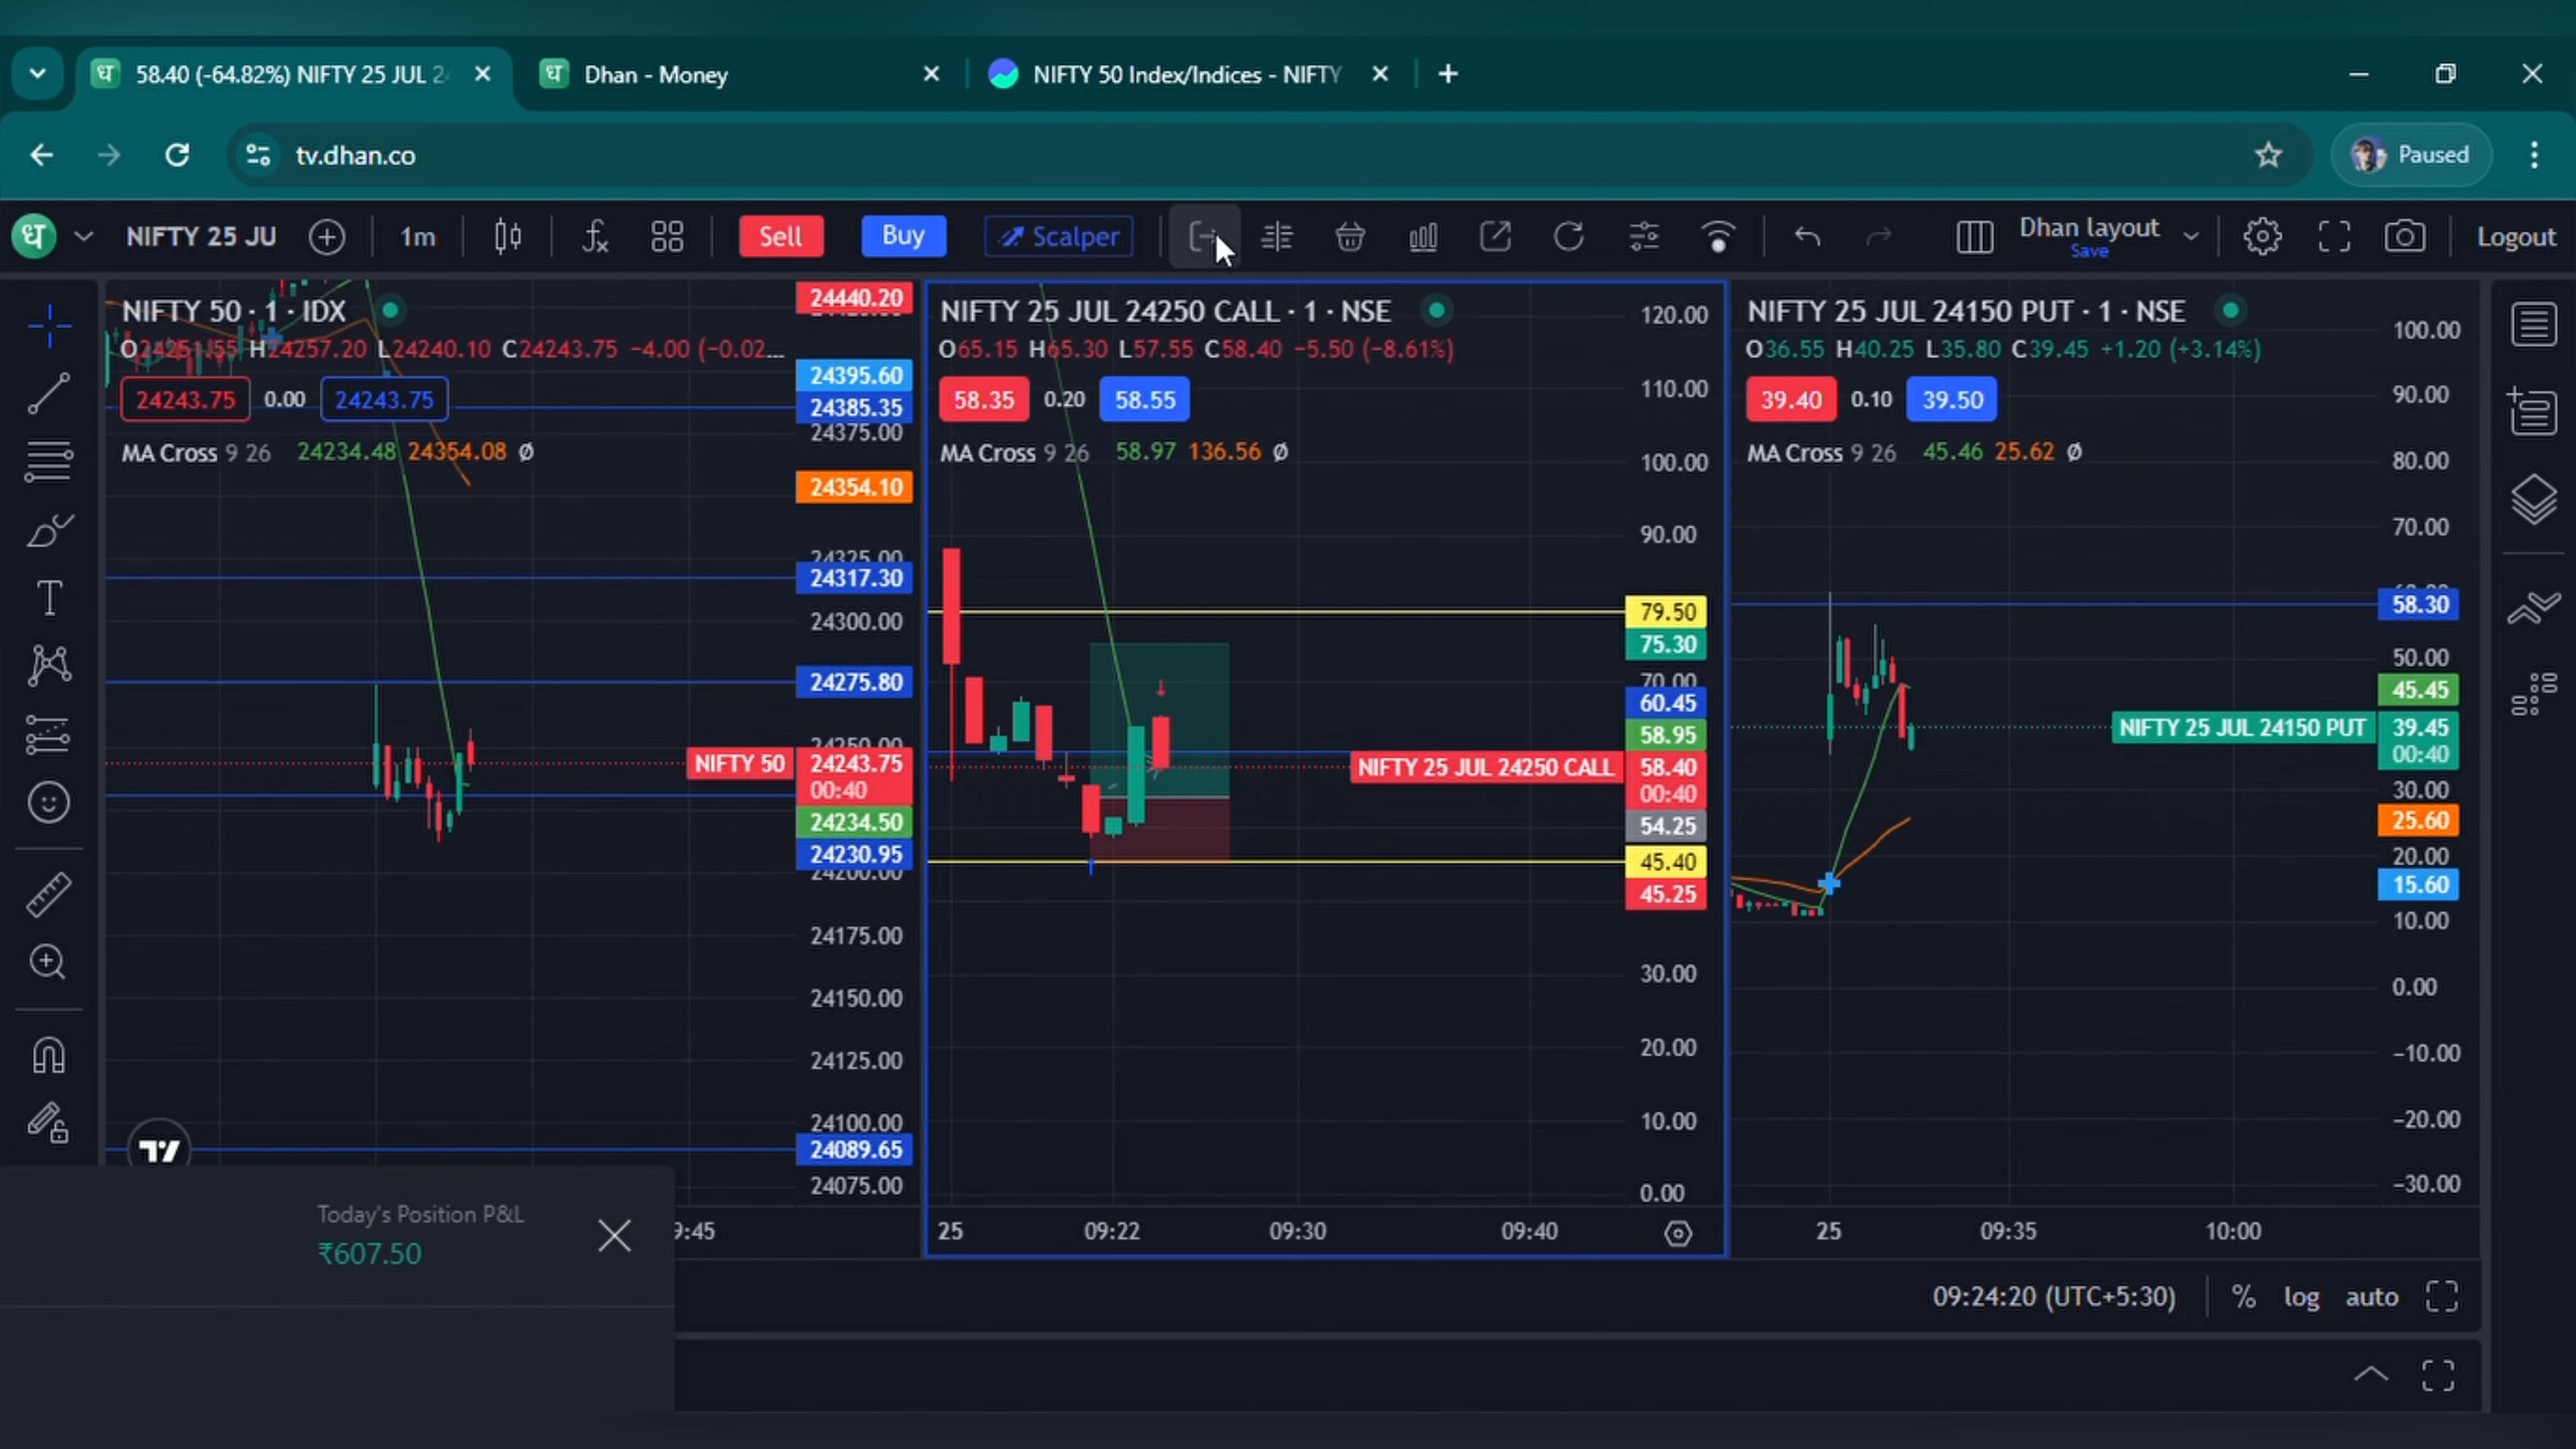 58.40 (-64.82%) NIFTY 25 JUL
Dhan - Money
NIFTY 50 Index/Indices - NIFTY
tv.dhan.co
Paused
NIFTY 25 JU
1m
Sell
Buy
Scalper
Dhan layout
Save
Logout
NIFTY 50 · 1 · IDX
O24251.55 H24257.20 L24240.10 C24243.75 −4.00 (−0.02...
24243.75
0.00
24243.75
MA Cross 9 26 24234.48 24354.08 Ø
24440.20
24395.60
24385.35
24375.00
24354.10
24325.00
24317.30
24300.00
24275.80
24250.00
NIFTY 50
24243.75
00:40
24234.50
24230.95
24200.00
24175.00
24150.00
24125.00
24100.00
24089.65
24075.00
9:45
NIFTY 25 JUL 24250 CALL · 1 · NSE
O65.15 H65.30 L57.55 C58.40 −5.50 (−8.61%)
58.35
0.20
58.55
MA Cross 9 26 58.97 136.56 Ø
120.00
110.00
100.00
90.00
79.50
75.30
70.00
60.45
58.95
NIFTY 25 JUL 24250 CALL
58.40
00:40
54.25
45.40
45.25
30.00
20.00
10.00
0.00
25
09:22
09:30
09:40
NIFTY 25 JUL 24150 PUT · 1 · NSE
O36.55 H40.25 L35.80 C39.45 +1.20 (+3.14%)
39.40
0.10
39.50
MA Cross 9 26 45.46 25.62 Ø
100.00
90.00
80.00
70.00
58.30
50.00
45.45
NIFTY 25 JUL 24150 PUT
39.45
00:40
30.00
25.60
20.00
15.60
10.00
0.00
−10.00
−20.00
−30.00
25
09:35
10:00
Today's Position P&L
₹607.50
09:24:20 (UTC+5:30)
%
log
auto